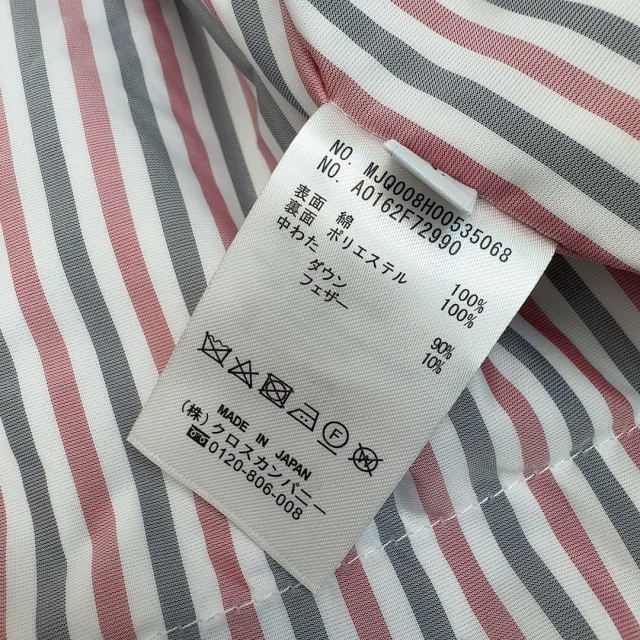 NO. MJQ008H00535068
NO. A0162F72990
表面 綿 100%
裏面 ポリエステル 100%
中わた
ダウン 90%
フェザー 10%
F W
MADE IN JAPAN
(株)クロスカンパニー
0120-806-008